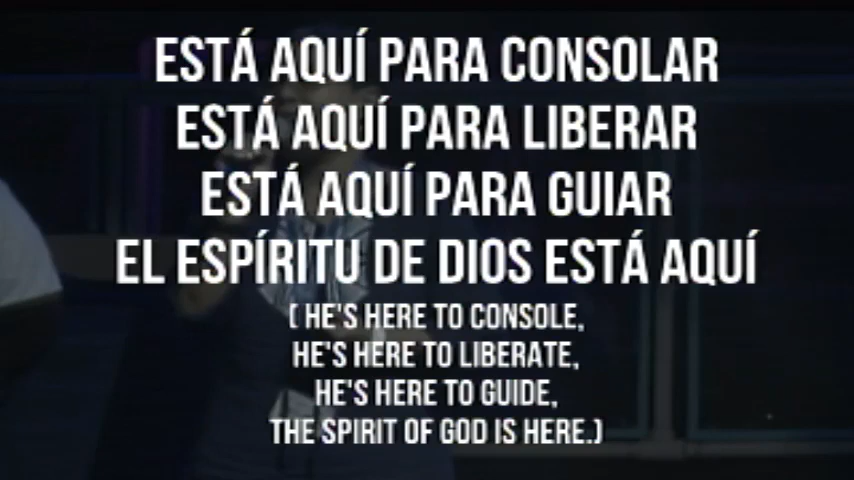 ESTÁ AQUÍ PARA CONSOLAR
ESTÁ AQUÍ PARA LIBERAR
ESTÁ AQUÍ PARA GUIAR
EL ESPÍRITU DE DIOS ESTÁ AQUÍ
( HE'S HERE TO CONSOLE,
HE'S HERE TO LIBERATE,
HE'S HERE TO GUIDE,
THE SPIRIT OF GOD IS HERE.)